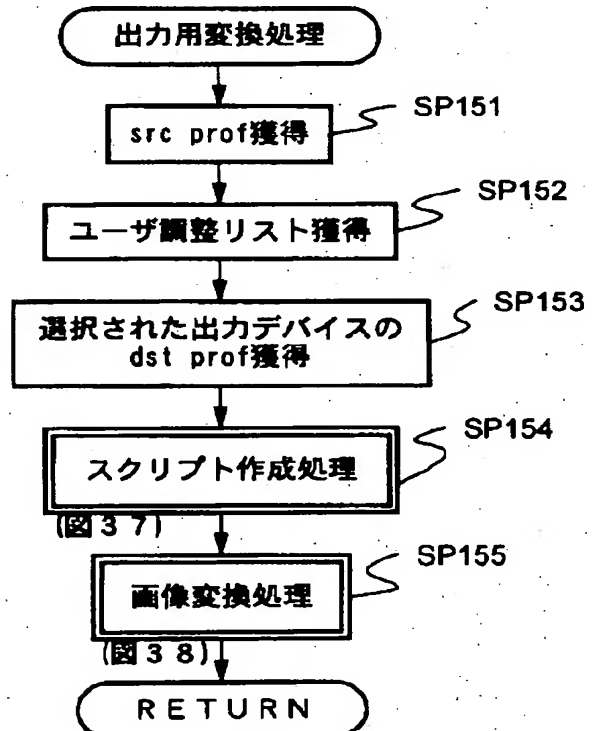 出力用変換処理
SP151
src prof獲得
SP152
ユーザ調整リスト獲得
SP153
選択された出力デバイスの
dst prof獲得
SP154
スクリプト作成処理
(図37)
SP155
画像変換処理
(図38)
RETURN